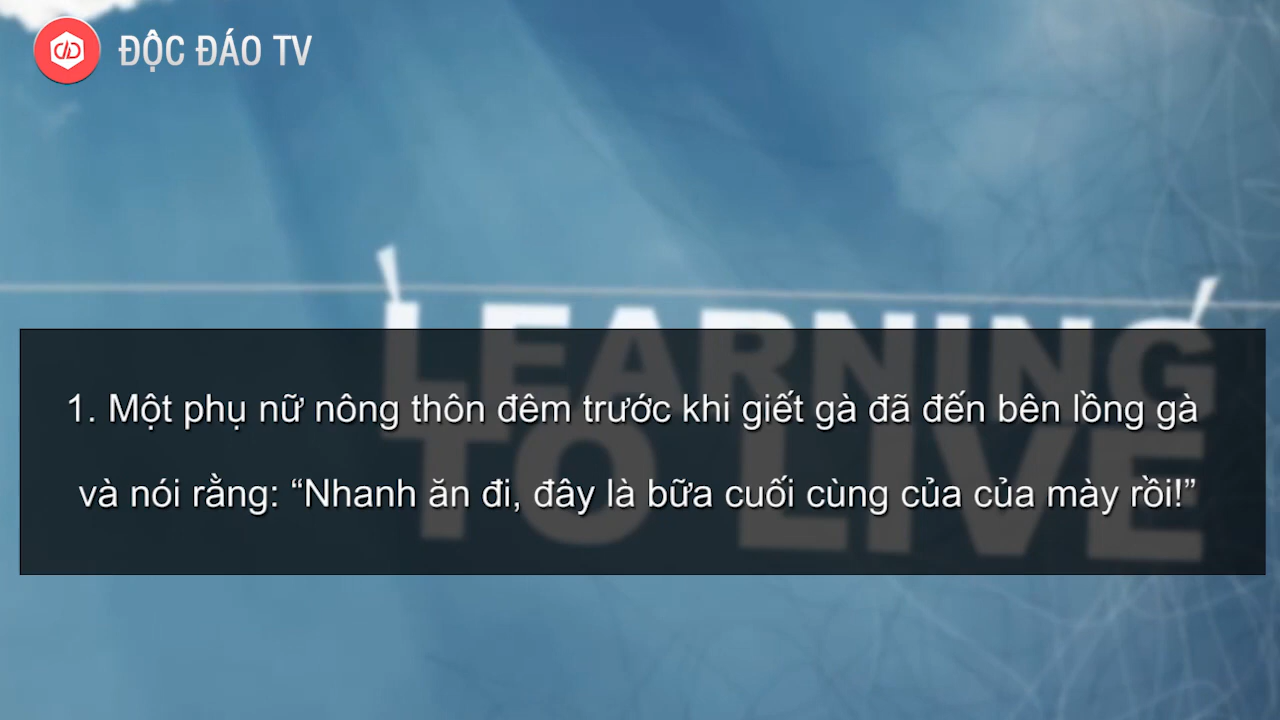 ĐỘC ĐÁO TV
LEARNING
TO LIVE
1. Một phụ nữ nông thôn đêm trước khi giết gà đã đến bên lồng gà
và nói rằng: “Nhanh ăn đi, đây là bữa cuối cùng của của mày rồi!”